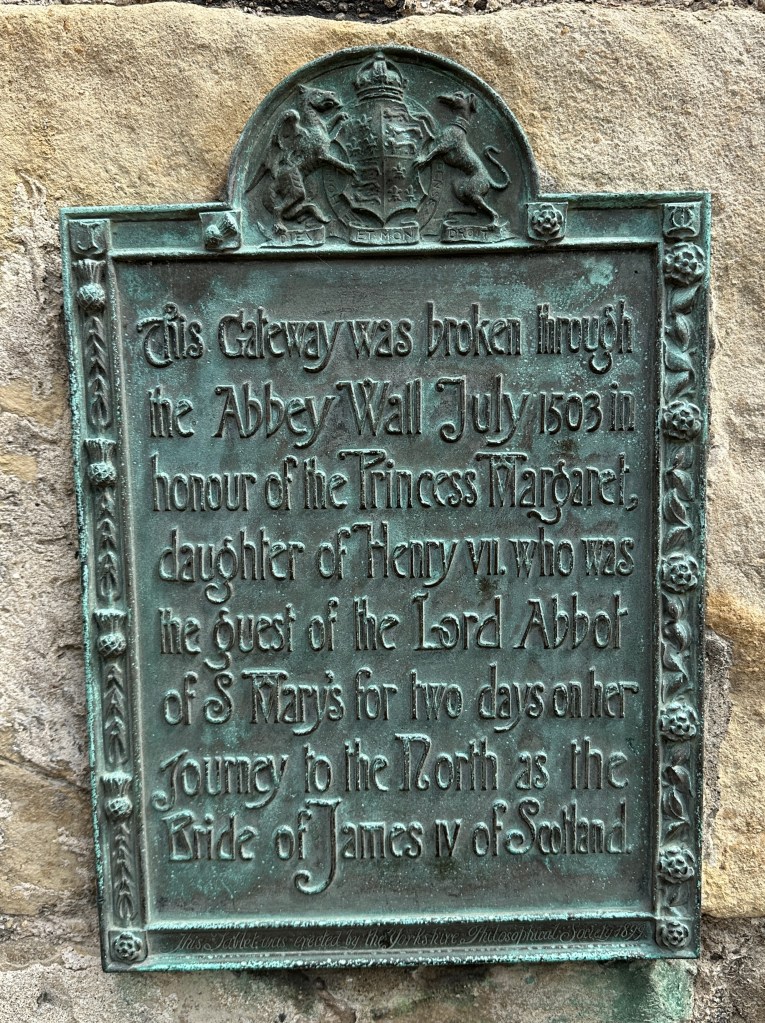 DIEV ET MON DROIT
J
This Gateway was broken through
the Abbey Wall July 1503 in
honour of the Princess Margaret,
daughter of Henry VII. who was
the guest of the Lord Abbot
of S Mary's for two days on her
Journey to the North as the
Bride of James IV of Scotland.
This Tablet was erected by the Yorkshire Philosophical Society